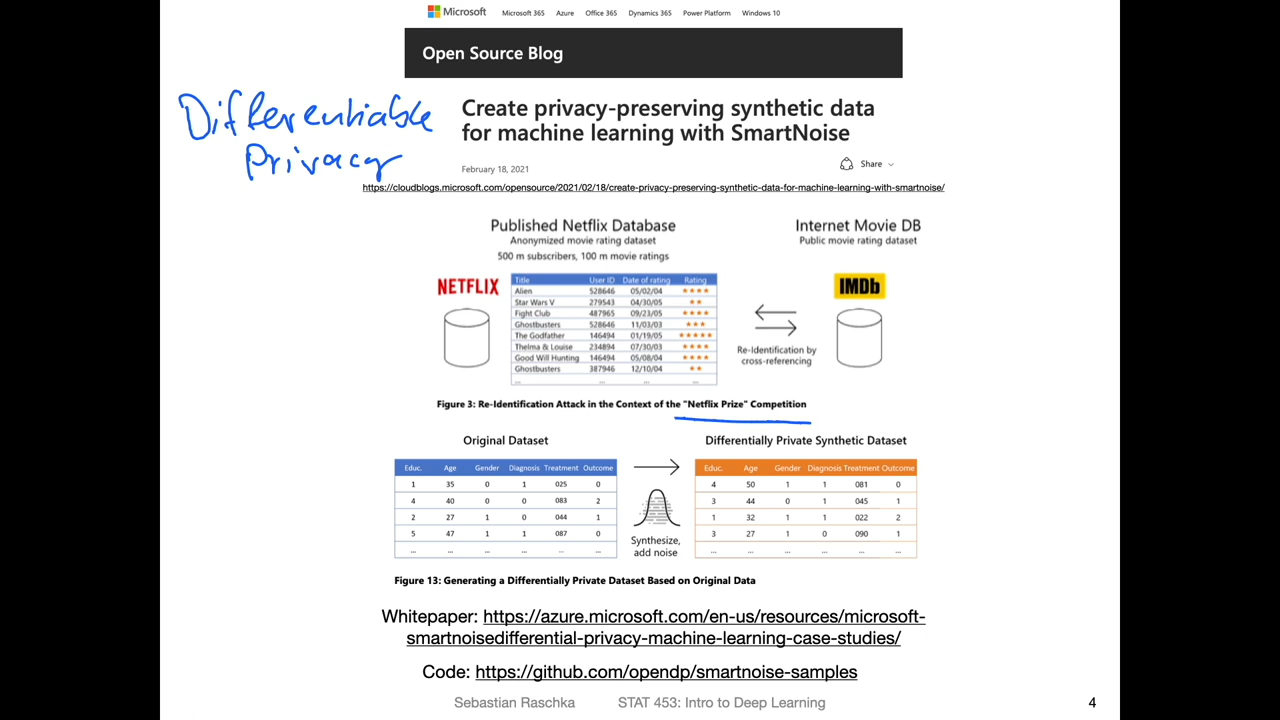 Microsoft Microsoft 365 Azure Office 365 Dynamics 365 Power Platform Windows 10
Open Source Blog
Differentiable
Privacy
Create privacy-preserving synthetic data
for machine learning with SmartNoise
February 18, 2021
Share
https://cloudblogs.microsoft.com/opensource/2021/02/18/create-privacy-preserving-synthetic-data-for-machine-learning-with-smartnoise/
Published Netflix Database
Anonymized movie rating dataset
500 m subscribers, 100 m movie ratings
Internet Movie DB
Public movie rating dataset
NETFLIX
Title User ID Date of rating Rating
Alien 528646 05/02/04 ★★★★
Star Wars V 279543 04/30/05 ★★
Fight Club 487965 09/23/05 ★★★★
Ghostbusters 528646 11/03/03 ★★★
The Godfather 146494 01/19/05 ★★★★★
Thelma & Louise 234894 07/30/03 ★★★★
Good Will Hunting 146494 05/08/04 ★★★★
Ghostbusters 387946 12/10/04 ★★
... ... ... ...
IMDb
Re-Identification by
cross-referencing
Figure 3: Re-Identification Attack in the Context of the "Netflix Prize" Competition
Original Dataset
Educ. Age Gender Diagnosis Treatment Outcome
1 35 0 1 025 0
4 40 0 0 083 2
2 27 1 0 044 1
5 47 1 1 087 0
... ... ... ... ... ...
Synthesize,
add noise
Differentially Private Synthetic Dataset
Educ. Age Gender Diagnosis Treatment Outcome
4 50 1 1 081 0
3 44 0 1 045 1
1 32 1 1 022 2
3 27 1 0 090 1
... ... ... ... ... ...
Figure 13: Generating a Differentially Private Dataset Based on Original Data
Whitepaper: https://azure.microsoft.com/en-us/resources/microsoft-
smartnoisedifferential-privacy-machine-learning-case-studies/
Code: https://github.com/opendp/smartnoise-samples
Sebastian Raschka STAT 453: Intro to Deep Learning 4